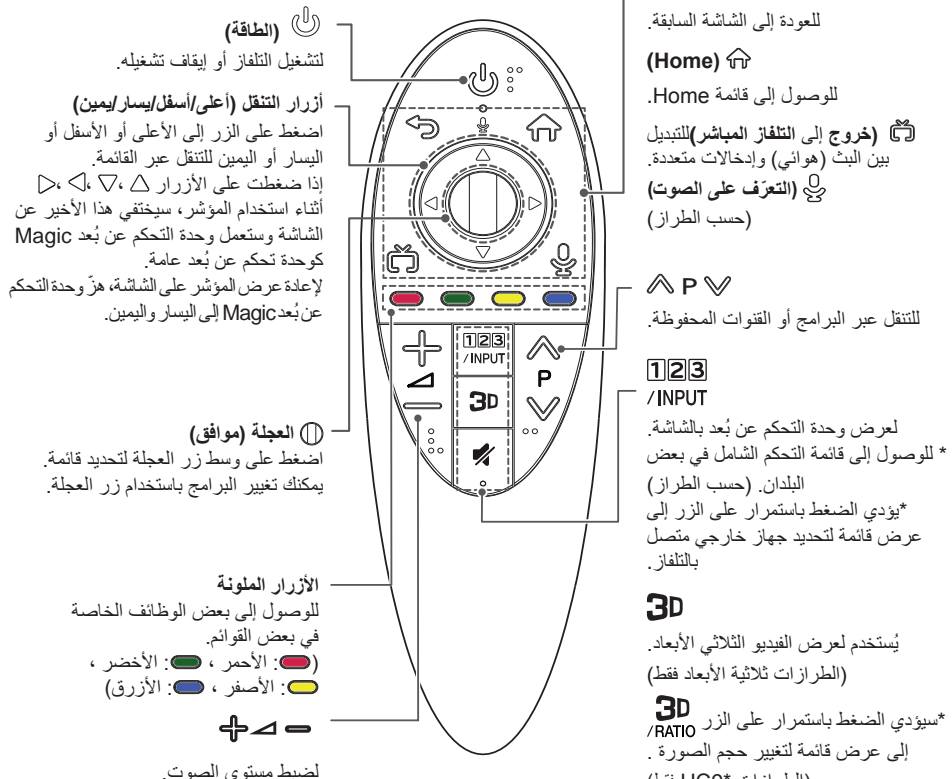 للعودة إلى الشاشة السابقة.
(Home)
للوصول إلى قائمة Home.
(خروج إلى التلفاز المباشر)للتبديل
بين البث (هوائي) وإدخالات متعددة.
(التعرّف على الصوت)
(حسب الطراز)
P
للتنقل عبر البرامج أو القنوات المحفوظة.
123
/INPUT
لعرض وحدة التحكم عن بُعد بالشاشة.
* للوصول إلى قائمة التحكم الشامل في بعض
البلدان. (حسب الطراز)
*يؤدي الضغط باستمرار على الزر إلى
عرض قائمة لتحديد جهاز خارجي متصل
بالتلفاز.
3D
يُستخدم لعرض الفيديو الثلاثي الأبعاد.
(الطرازات ثلاثية الأبعاد فقط)
*سيؤدي الضغط باستمرار على الزر 3D/RATIO
إلى عرض قائمة لتغيير حجم الصورة .
(الطرازات *UC9 فقط)
123
/INPUT
P
3D
(الطاقة)
لتشغيل التلفاز أو إيقاف تشغيله.
أزرار التنقل (أعلى/أسفل/يسار/يمين)
اضغط على الزر إلى الأعلى أو الأسفل أو
اليسار أو اليمين للتنقل عبر القائمة.
إذا ضغطت على الأزرار △، ▽، ◁، ▷
أثناء استخدام المؤشر، سيختفي هذا الأخير عن
الشاشة وستعمل وحدة التحكم عن بُعد Magic
كوحدة تحكم عن بُعد عامة.
لإعادة عرض المؤشر على الشاشة، هزّ وحدة التحكم
عن بُعد Magic إلى اليسار واليمين.
العجلة (موافق)
اضغط على وسط زر العجلة لتحديد قائمة.
يمكنك تغيير البرامج باستخدام زر العجلة.
الأزرار الملونة
للوصول إلى بعض الوظائف الخاصة
في بعض القوائم.
(: الأحمر ، : الأخضر ،
: الأصفر ، : الأزرق)
لضبط مستوى الصوت.